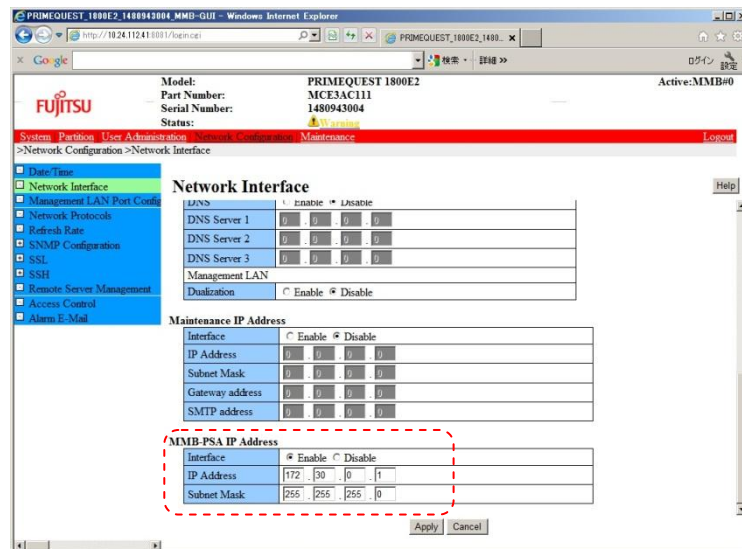 PRIMEQUEST_1800E2_1480943004_MMB-GUI - Windows Internet Explorer
http://10.24.112.41:8081/login.cgi
PRIMEQUEST_1800E2_1480...
Google 検索 詳細 >> ログイン 設定
Model: PRIMEQUEST 1800E2 Active:MMB#0
Part Number: MCE3AC111
Serial Number: 1480943004
Status: Warning
FUJITSU
System Partition User Administration Network Configuration Maintenance Logout
>Network Configuration >Network Interface
Date/Time
Network Interface
Management LAN Port Config
Network Protocols
Refresh Rate
SNMP Configuration
SSL
SSH
Remote Server Management
Access Control
Alarm E-Mail
Network Interface Help
DNS Enable Disable
DNS Server 1 0 . 0 . 0 . 0
DNS Server 2 0 . 0 . 0 . 0
DNS Server 3 0 . 0 . 0 . 0
Management LAN
Dualization Enable Disable
Maintenance IP Address
Interface Enable Disable
IP Address 0 . 0 . 0 . 0
Subnet Mask 0 . 0 . 0 . 0
Gateway address 0 . 0 . 0 . 0
SMTP address 0 . 0 . 0 . 0
MMB-PSA IP Address
Interface Enable Disable
IP Address 172 . 30 . 0 . 1
Subnet Mask 255 . 255 . 255 . 0
Apply Cancel